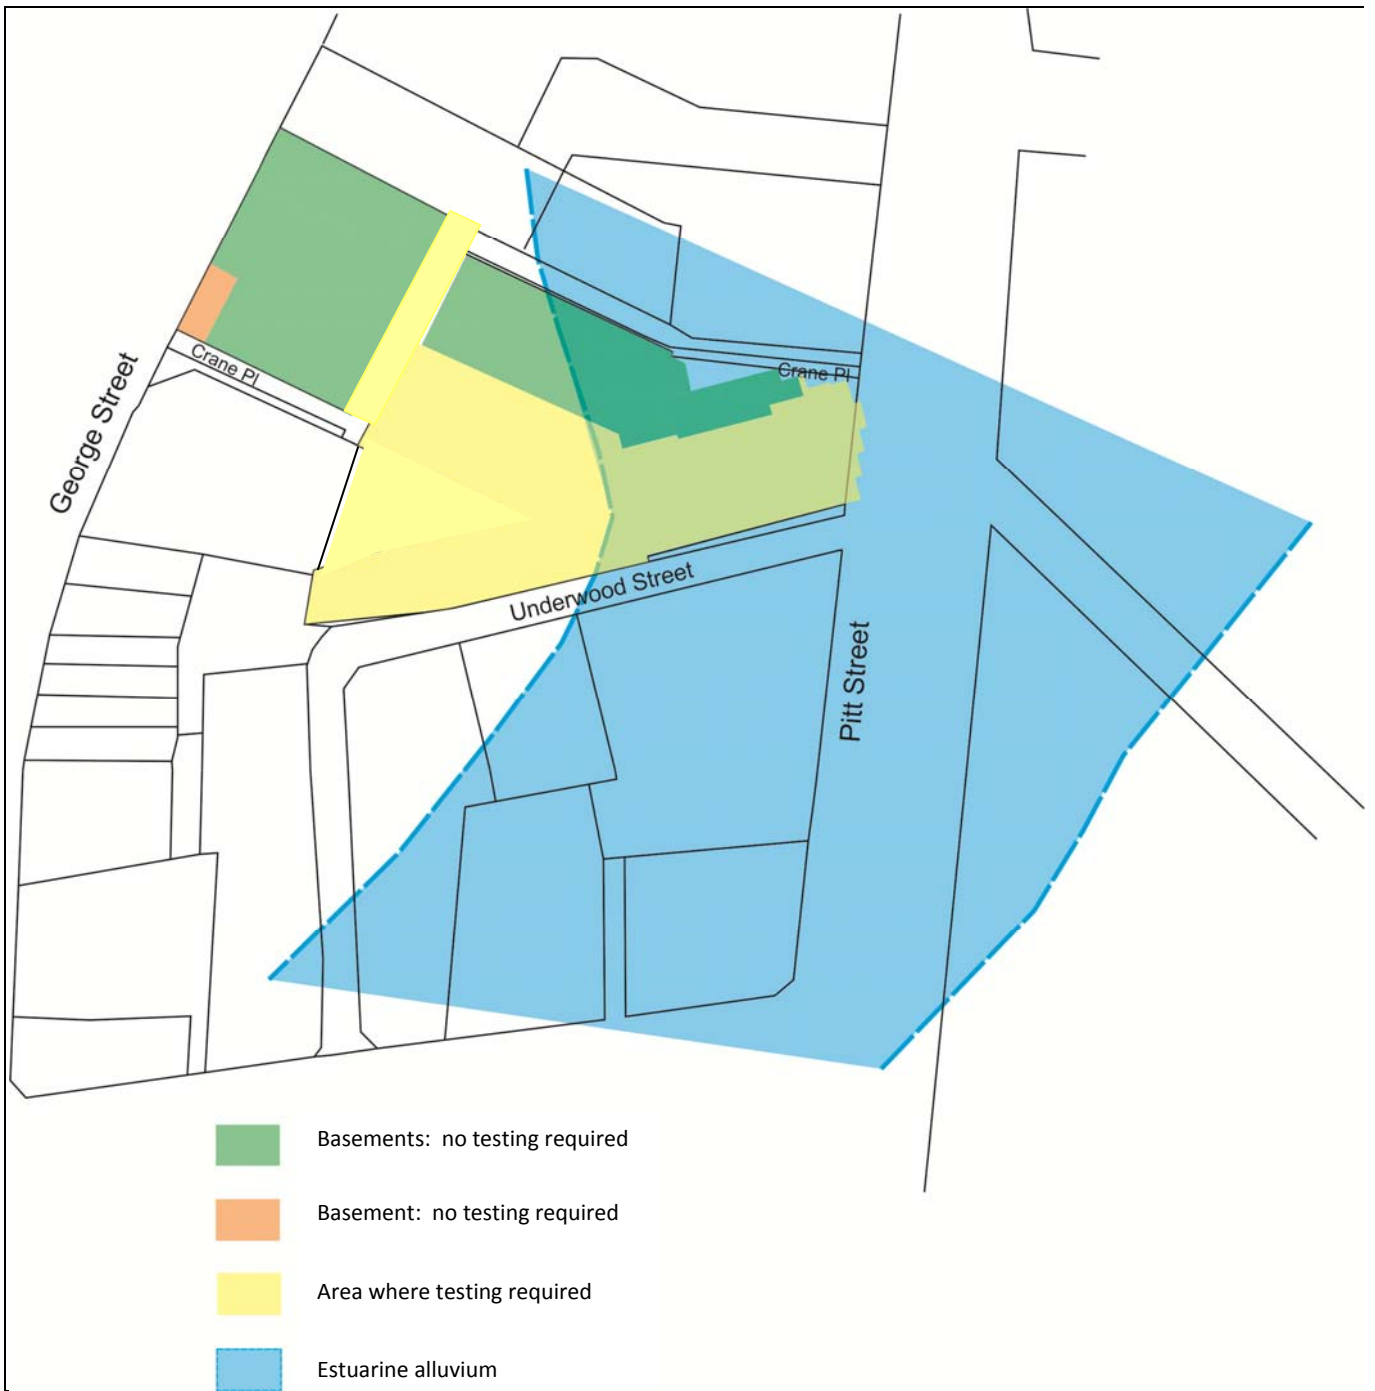 Crane Pl
Crane Pl
George Street
Underwood Street
Pitt Street
Basements: no testing required
Basement: no testing required
Area where testing required
Estuarine alluvium